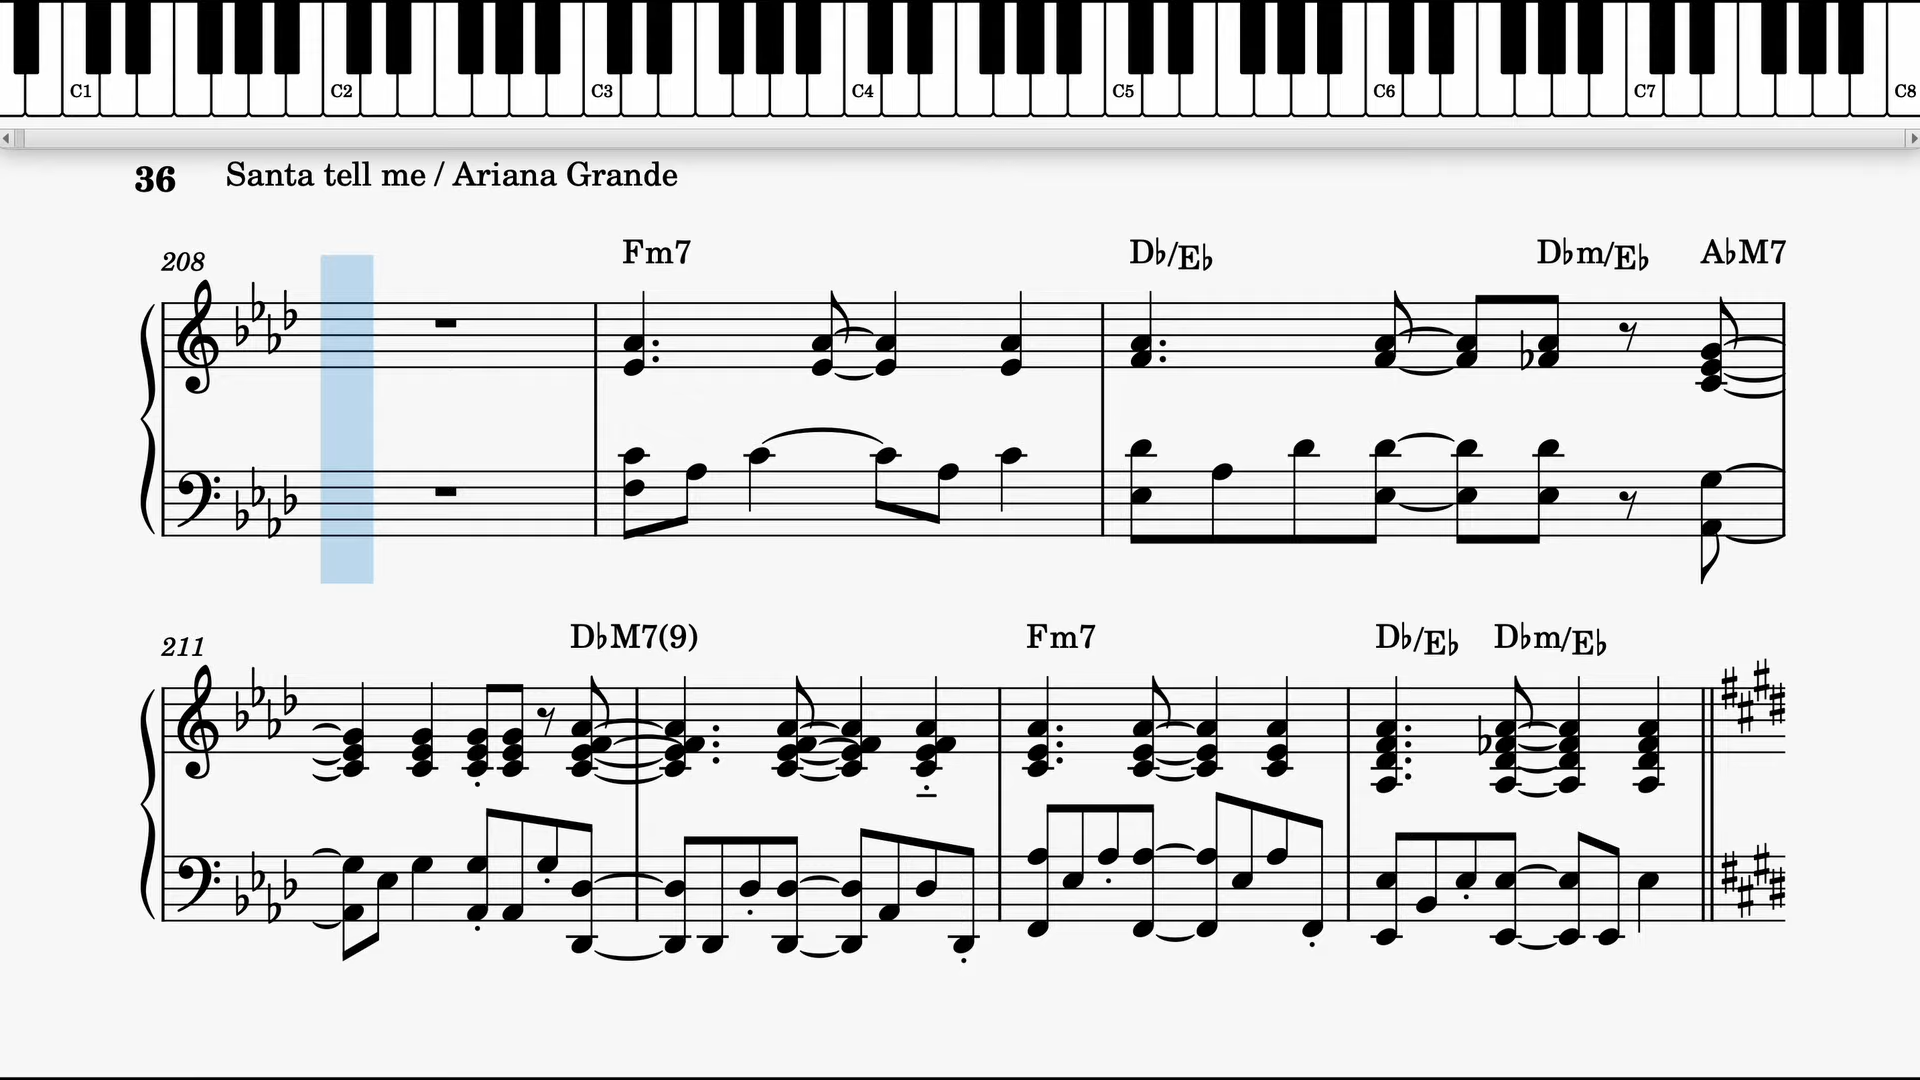 C1 C2 C3 C4 C5 C6 C7 C8
36 Santa tell me / Ariana Grande
208 Fm7 D♭/E♭ D♭m/E♭ A♭M7
211 D♭M7(9) Fm7 D♭/E♭ D♭m/E♭